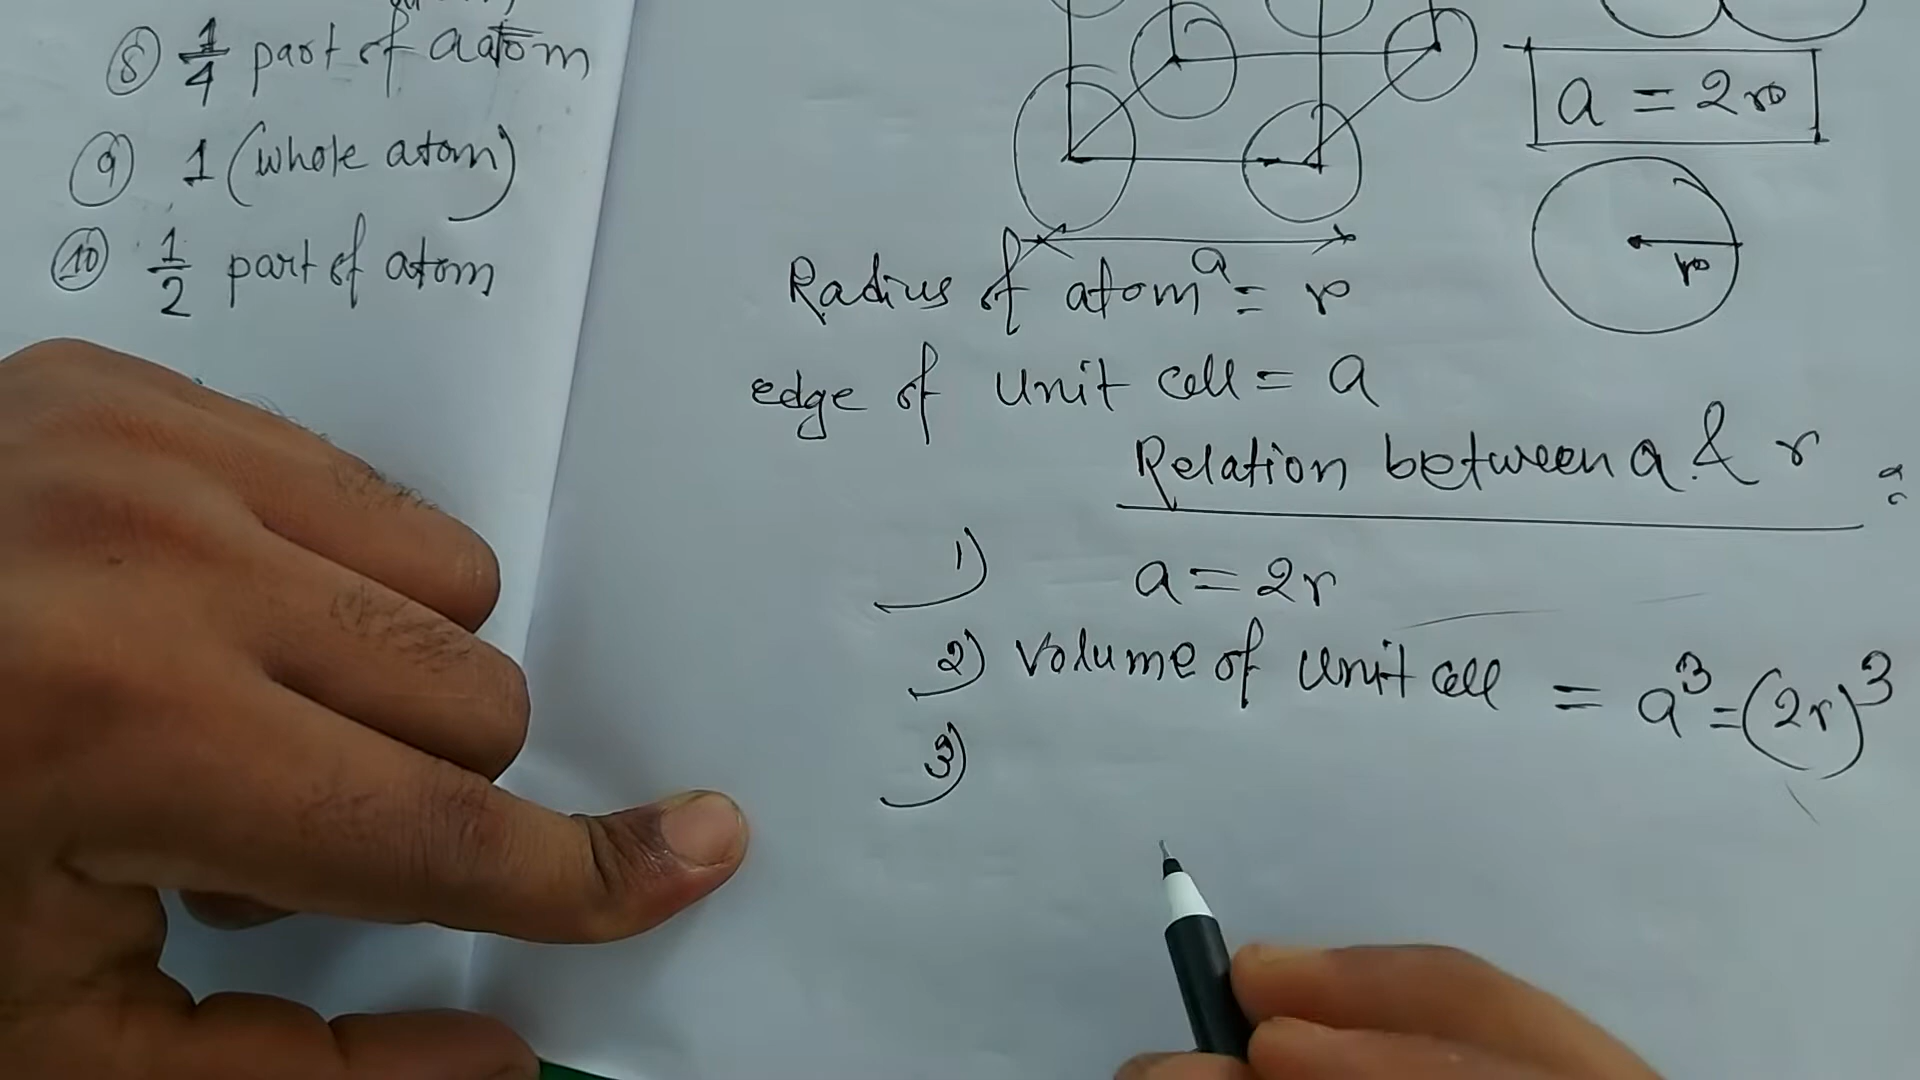 ⑧ 1/4 part of a atom
⑨ 1 (whole atom)
⑩ 1/2 part of atom
a = 2r
r
a
Radius of atom = r
edge of unit cell = a
Relation between a & r :
1) a = 2r
2) Volume of unit cell = a³ = (2r)³
3)